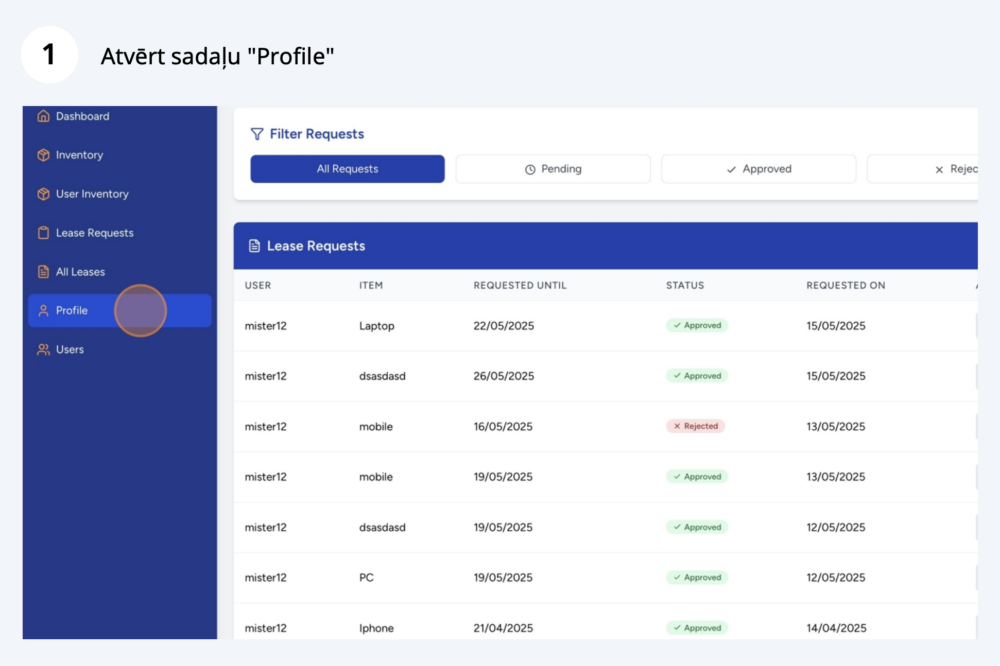 1
Atvērt sadaļu "Profile"
Dashboard
Inventory
User Inventory
Lease Requests
All Leases
Profile
Users
Filter Requests
All Requests
Pending
Approved
Rejec
Lease Requests
USER ITEM REQUESTED UNTIL STATUS REQUESTED ON
mister12 Laptop 22/05/2025 Approved 15/05/2025
mister12 dsasdasd 26/05/2025 Approved 15/05/2025
mister12 mobile 16/05/2025 Rejected 13/05/2025
mister12 mobile 19/05/2025 Approved 13/05/2025
mister12 dsasdasd 19/05/2025 Approved 12/05/2025
mister12 PC 19/05/2025 Approved 12/05/2025
mister12 Iphone 21/04/2025 Approved 14/04/2025